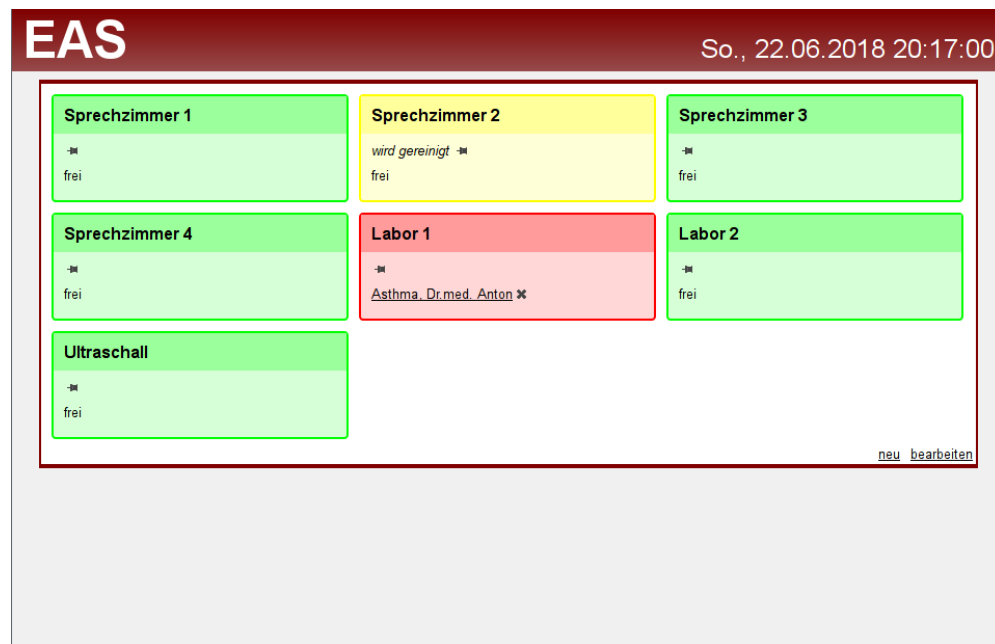 EAS
So., 22.06.2018 20:17:00
Sprechzimmer 1
frei
Sprechzimmer 2
wird gereinigt
frei
Sprechzimmer 3
frei
Sprechzimmer 4
frei
Labor 1
Asthma, Dr.med. Anton
Labor 2
frei
Ultraschall
frei
neu bearbeiten